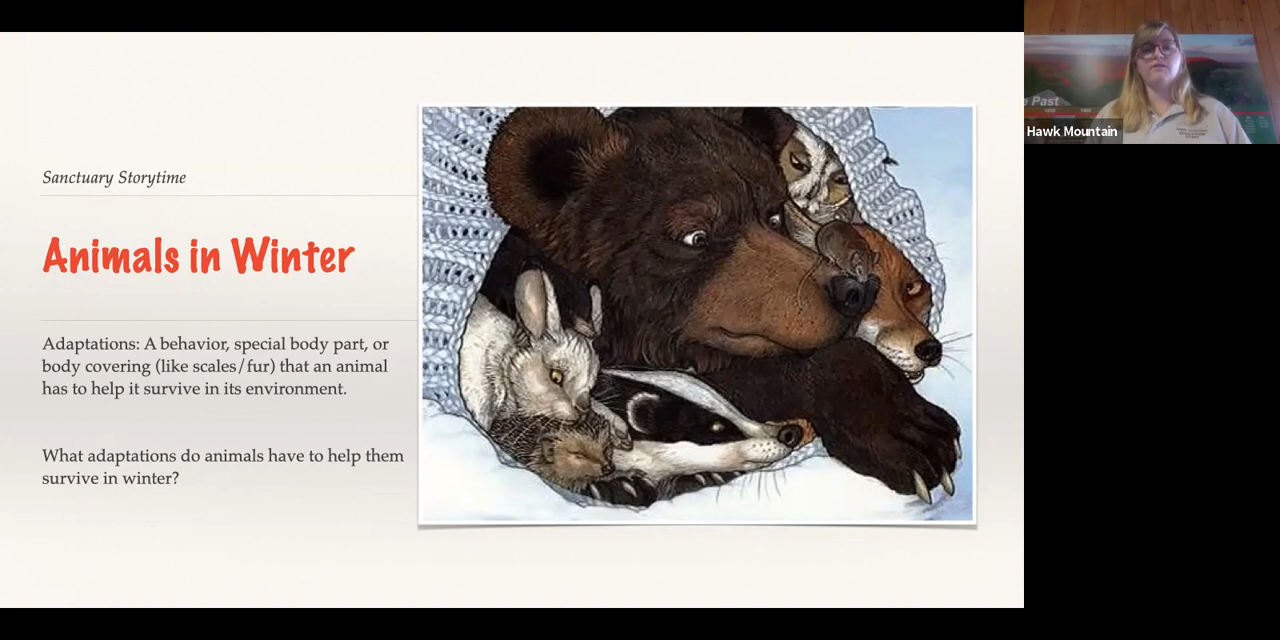 Sanctuary Storytime
Animals in Winter
Adaptations: A behavior, special body part, or
body covering (like scales/fur) that an animal
has to help it survive in its environment.
What adaptations do animals have to help them
survive in winter?
Past
Hawk Mountain